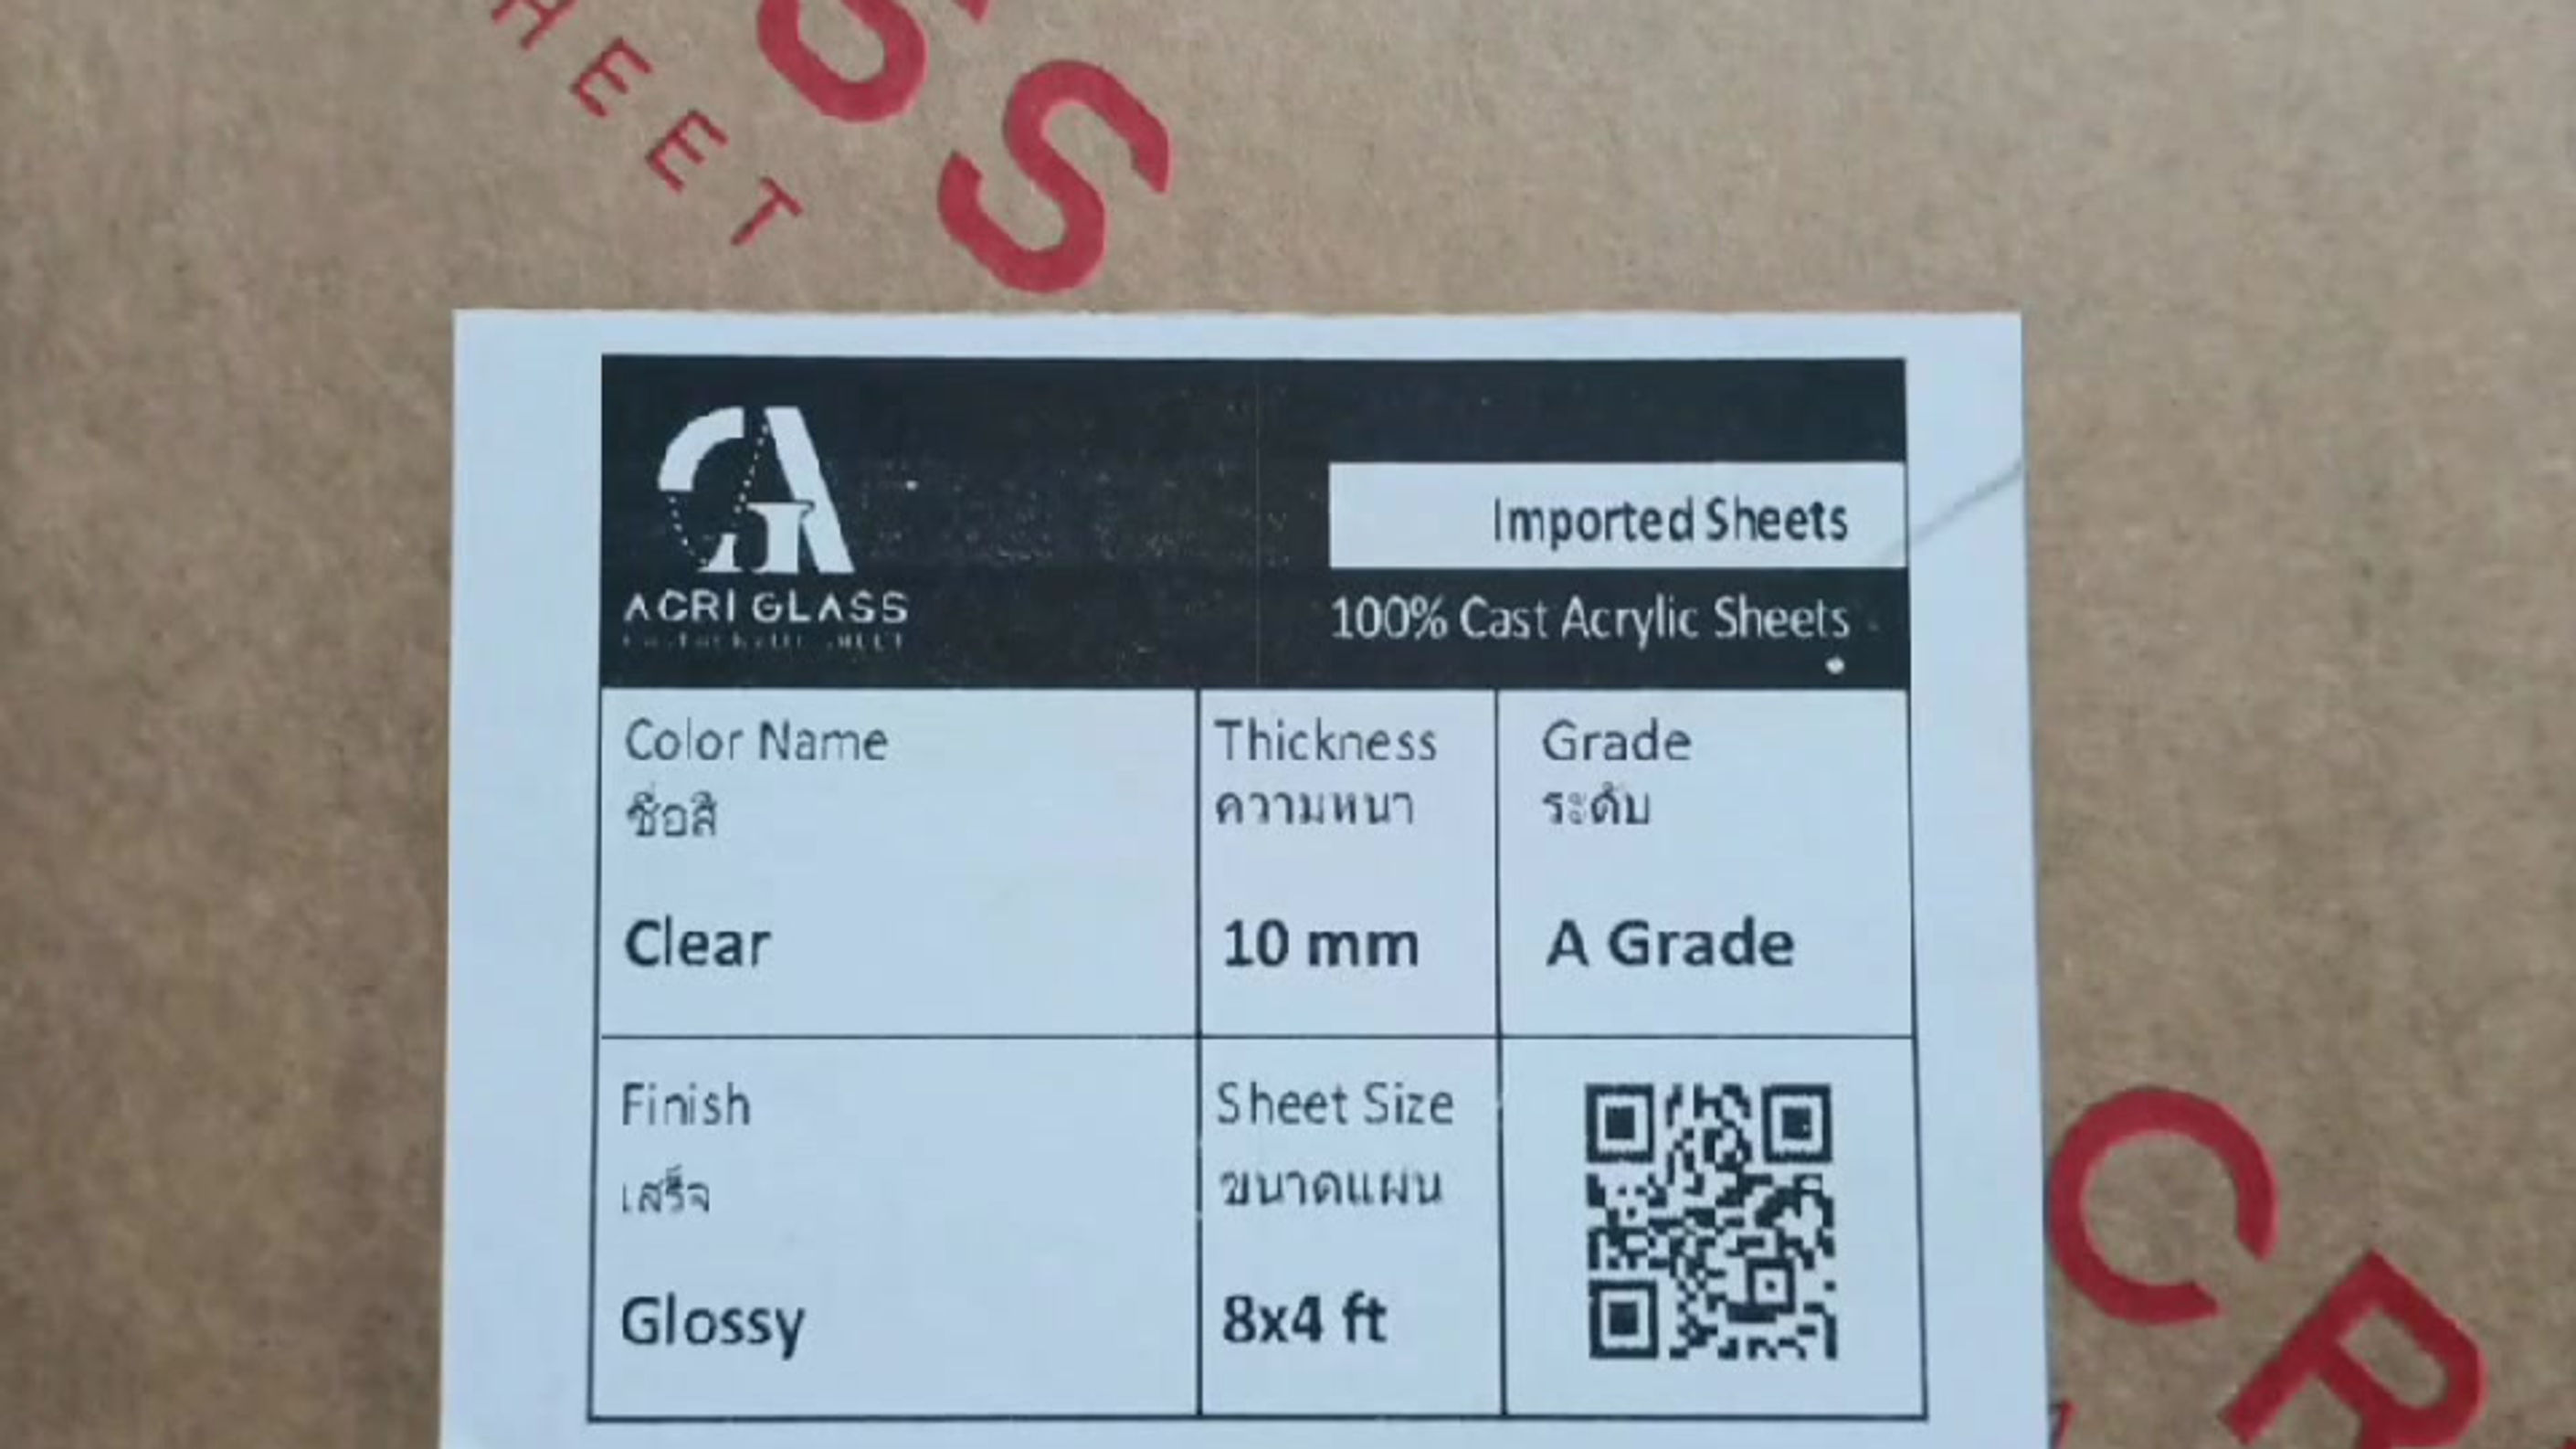 HEET
S
ACRI GLASS
Imported Sheets
100% Cast Acrylic Sheets
Color Name
ชื่อสี
Clear
Thickness
ความหนา
10 mm
Grade
ระดับ
A Grade
Finish
เสร็จ
Glossy
Sheet Size
ขนาดแผ่น
8x4 ft
CR